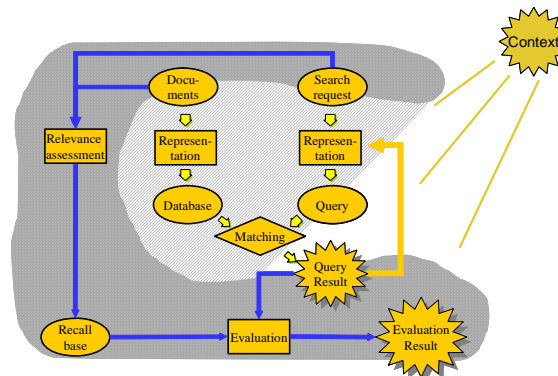 Context
Docu-
ments
Search
request
Relevance
assessment
Represen-
tation
Represen-
tation
Database
Query
Matching
Query
Result
Recall
base
Evaluation
Evaluation
Result